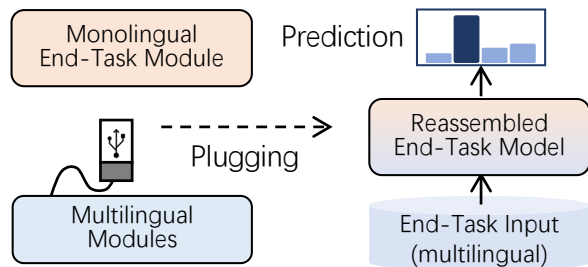 Monolingual
End-Task Module
Prediction
Plugging
Reassembled
End-Task Model
Multilingual
Modules
End-Task Input
(multilingual)